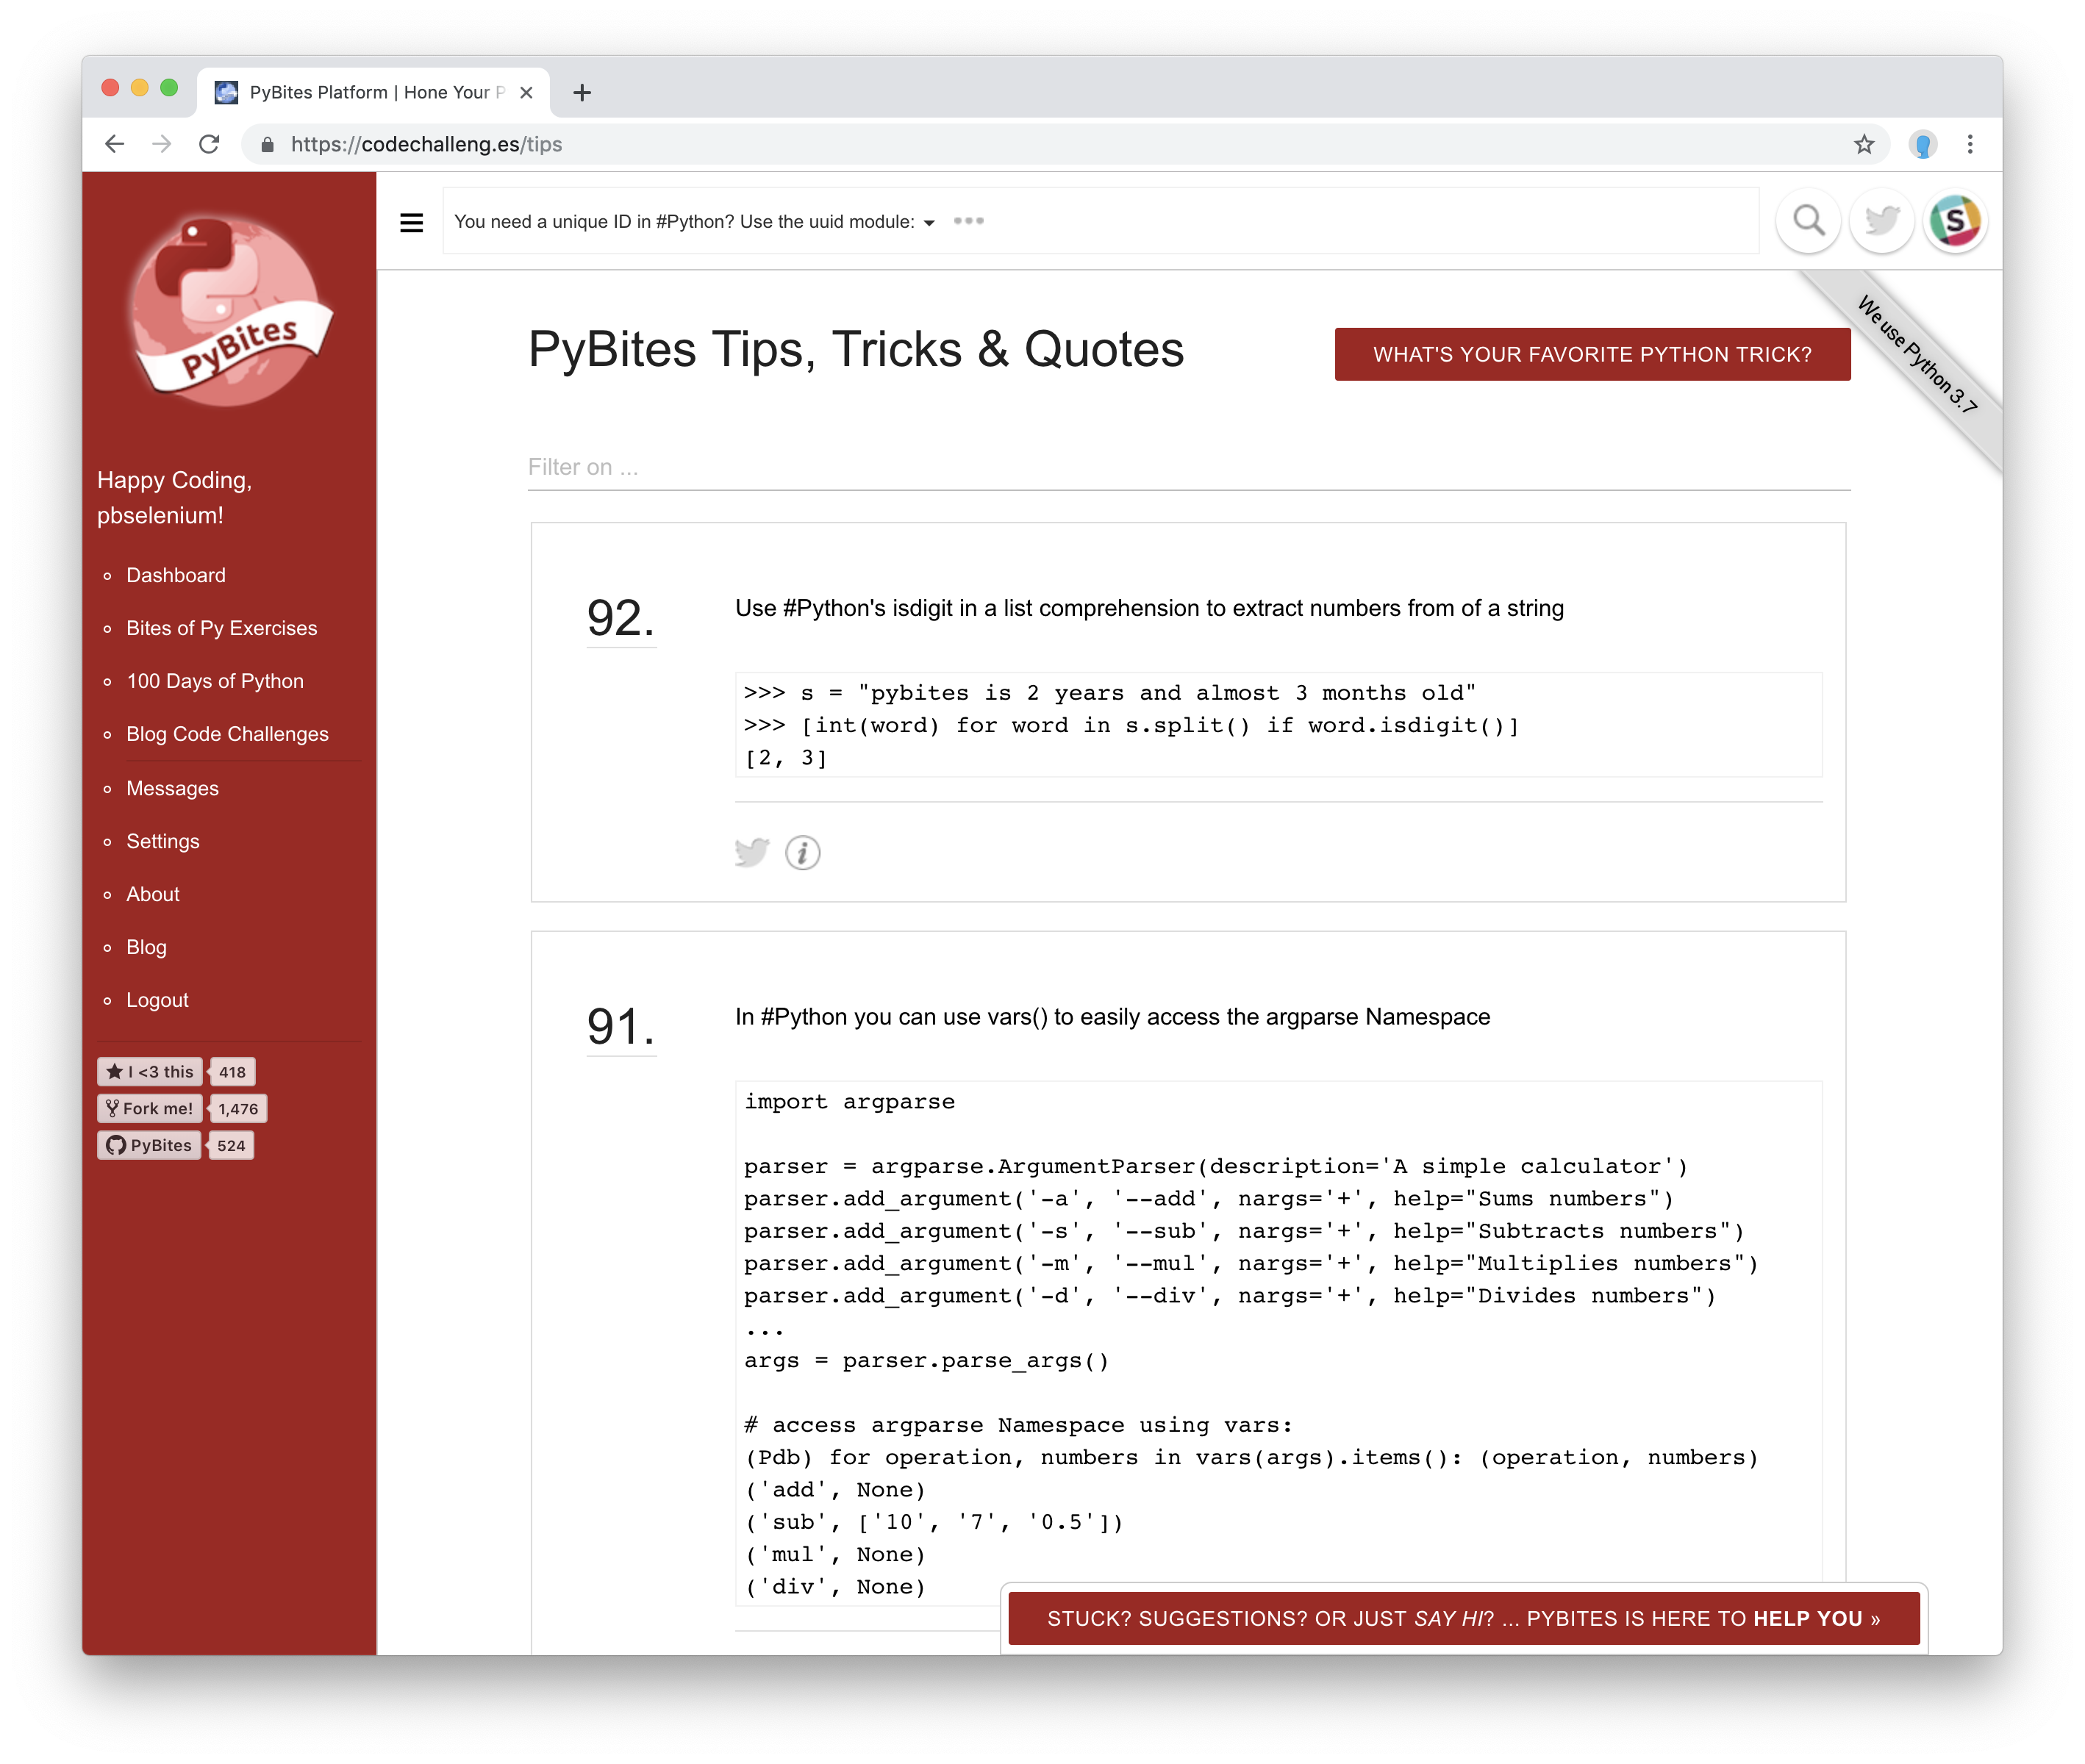 PyBites Platform | Hone Your P
https://codechalleng.es/tips
PyBites
Happy Coding,
pbselenium!
Dashboard
Bites of Py Exercises
100 Days of Python
Blog Code Challenges
Messages
Settings
About
Blog
Logout
I <3 this 418
Fork me! 1,476
PyBites 524
You need a unique ID in #Python? Use the uuid module:
S
We use Python 3.7
PyBites Tips, Tricks & Quotes
WHAT'S YOUR FAVORITE PYTHON TRICK?
Filter on ...
92.
Use #Python's isdigit in a list comprehension to extract numbers from of a string
>>> s = "pybites is 2 years and almost 3 months old"
>>> [int(word) for word in s.split() if word.isdigit()]
[2, 3]
i
91.
In #Python you can use vars() to easily access the argparse Namespace
import argparse
parser = argparse.ArgumentParser(description='A simple calculator')
parser.add_argument('-a', '--add', nargs='+', help="Sums numbers")
parser.add_argument('-s', '--sub', nargs='+', help="Subtracts numbers")
parser.add_argument('-m', '--mul', nargs='+', help="Multiplies numbers")
parser.add_argument('-d', '--div', nargs='+', help="Divides numbers")
...
args = parser.parse_args()
# access argparse Namespace using vars:
(Pdb) for operation, numbers in vars(args).items(): (operation, numbers)
('add', None)
('sub', ['10', '7', '0.5'])
('mul', None)
('div', None)
STUCK? SUGGESTIONS? OR JUST SAY HI? ... PYBITES IS HERE TO HELP YOU »